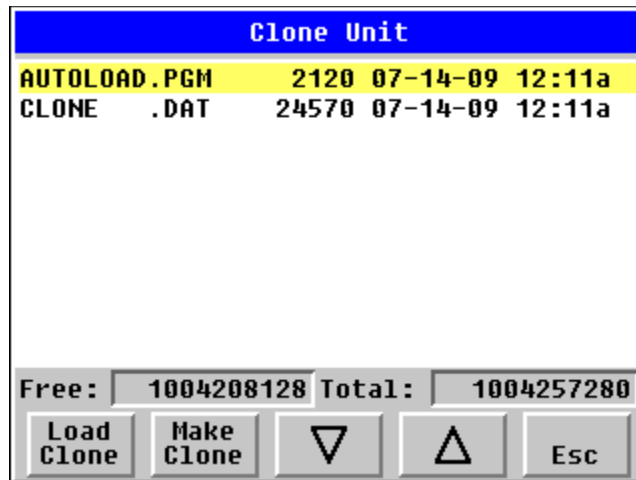 Clone Unit
AUTOLOAD.PGM 2120 07-14-09 12:11a
CLONE .DAT 24570 07-14-09 12:11a
Free: 1004208128 Total: 1004257280
Load Clone Make Clone Esc